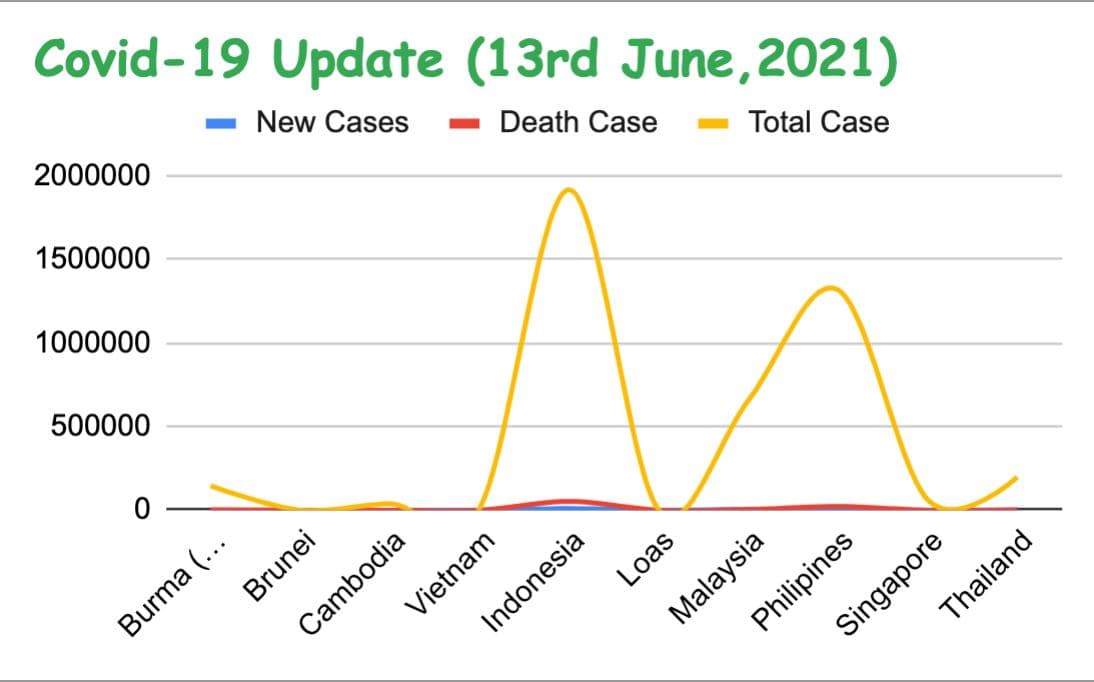 Covid-19 Update (13rd June,2021)
New Cases Death Case Total Case
2000000
1500000
1000000
500000
0
Burma (...
Brunei
Cambodia
Vietnam
Indonesia
Loas
Malaysia
Philipines
Singapore
Thailand